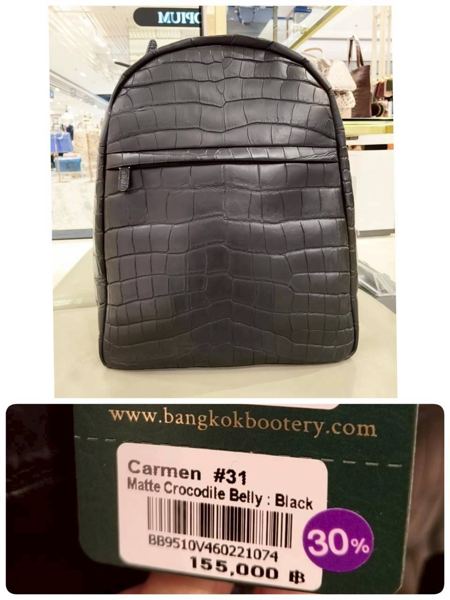 OPIUM
www.bangkokbootery.com
Carmen #31
Matte Crocodile Belly : Black
BB9510V460221074
155,000 ฿
30%